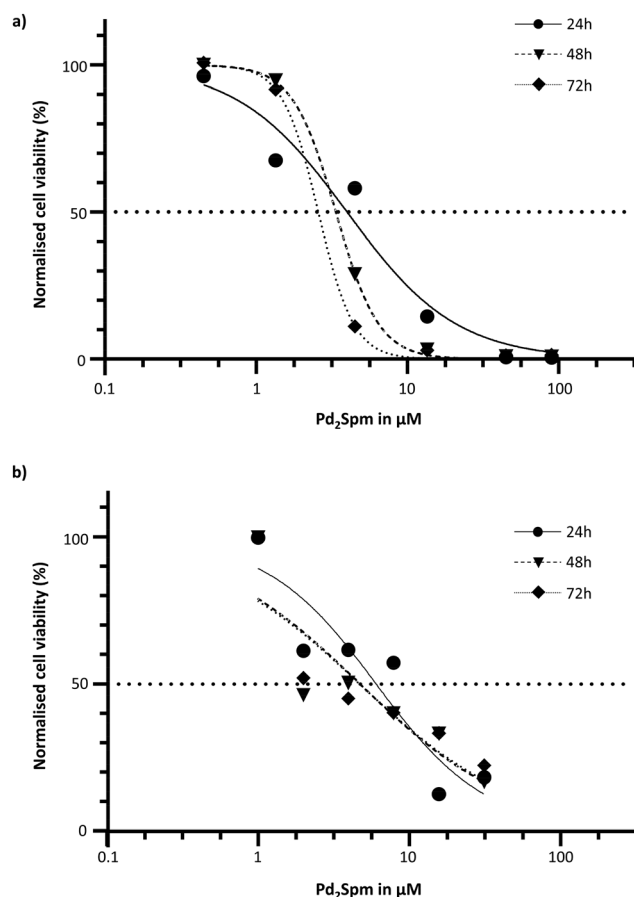 a)
24h
48h
72h
100
50
0
Normalised cell viability (%)
0.1 1 10 100
Pd₂Spm in μM
b)
24h
48h
72h
100
50
0
Normalised cell viability (%)
0.1 1 10 100
Pd₂Spm in μM